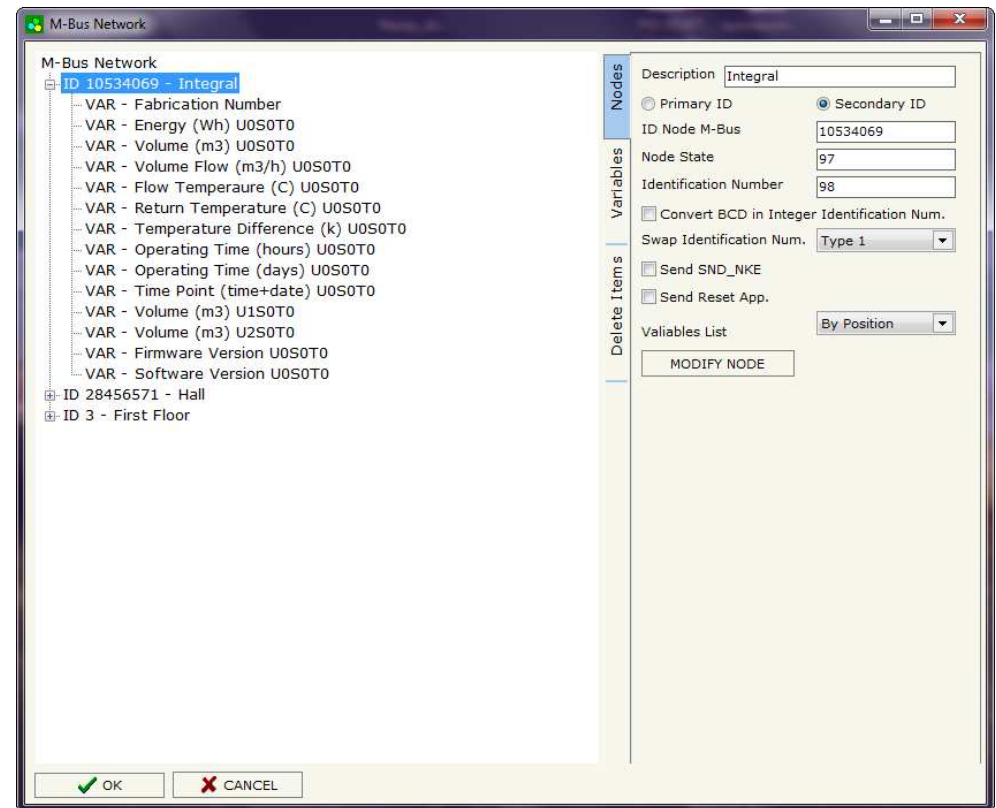 M-Bus Network
M-Bus Network
ID 10534069 - Integral
VAR - Fabrication Number
VAR - Energy (Wh) U0S0T0
VAR - Volume (m3) U0S0T0
VAR - Volume Flow (m3/h) U0S0T0
VAR - Flow Temperaure (C) U0S0T0
VAR - Return Temperature (C) U0S0T0
VAR - Temperature Difference (k) U0S0T0
VAR - Operating Time (hours) U0S0T0
VAR - Operating Time (days) U0S0T0
VAR - Time Point (time+date) U0S0T0
VAR - Volume (m3) U1S0T0
VAR - Volume (m3) U2S0T0
VAR - Firmware Version U0S0T0
VAR - Software Version U0S0T0
ID 28456571 - Hall
ID 3 - First Floor
Nodes
Variables
Delete Items
Description Integral
Primary ID Secondary ID
ID Node M-Bus 10534069
Node State 97
Identification Number 98
Convert BCD in Integer Identification Num.
Swap Identification Num. Type 1
Send SND_NKE
Send Reset App.
Valiables List By Position
MODIFY NODE
OK CANCEL